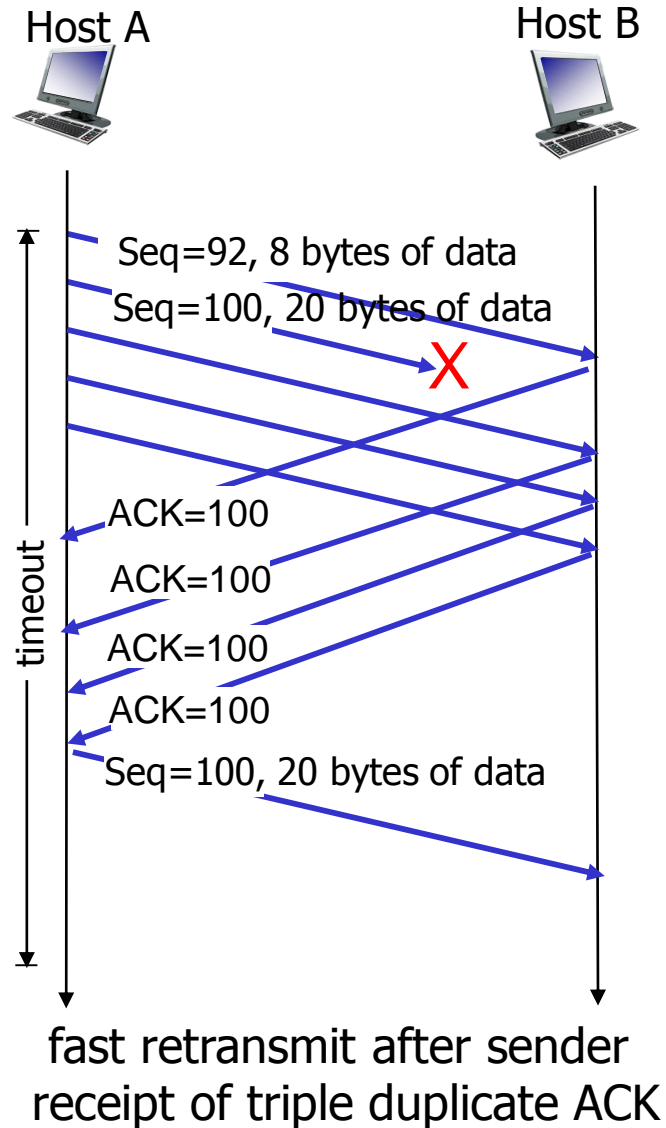 Host A
Host B
Seq=92, 8 bytes of data
Seq=100, 20 bytes of data
X
timeout
ACK=100
ACK=100
ACK=100
ACK=100
Seq=100, 20 bytes of data
fast retransmit after sender
receipt of triple duplicate ACK